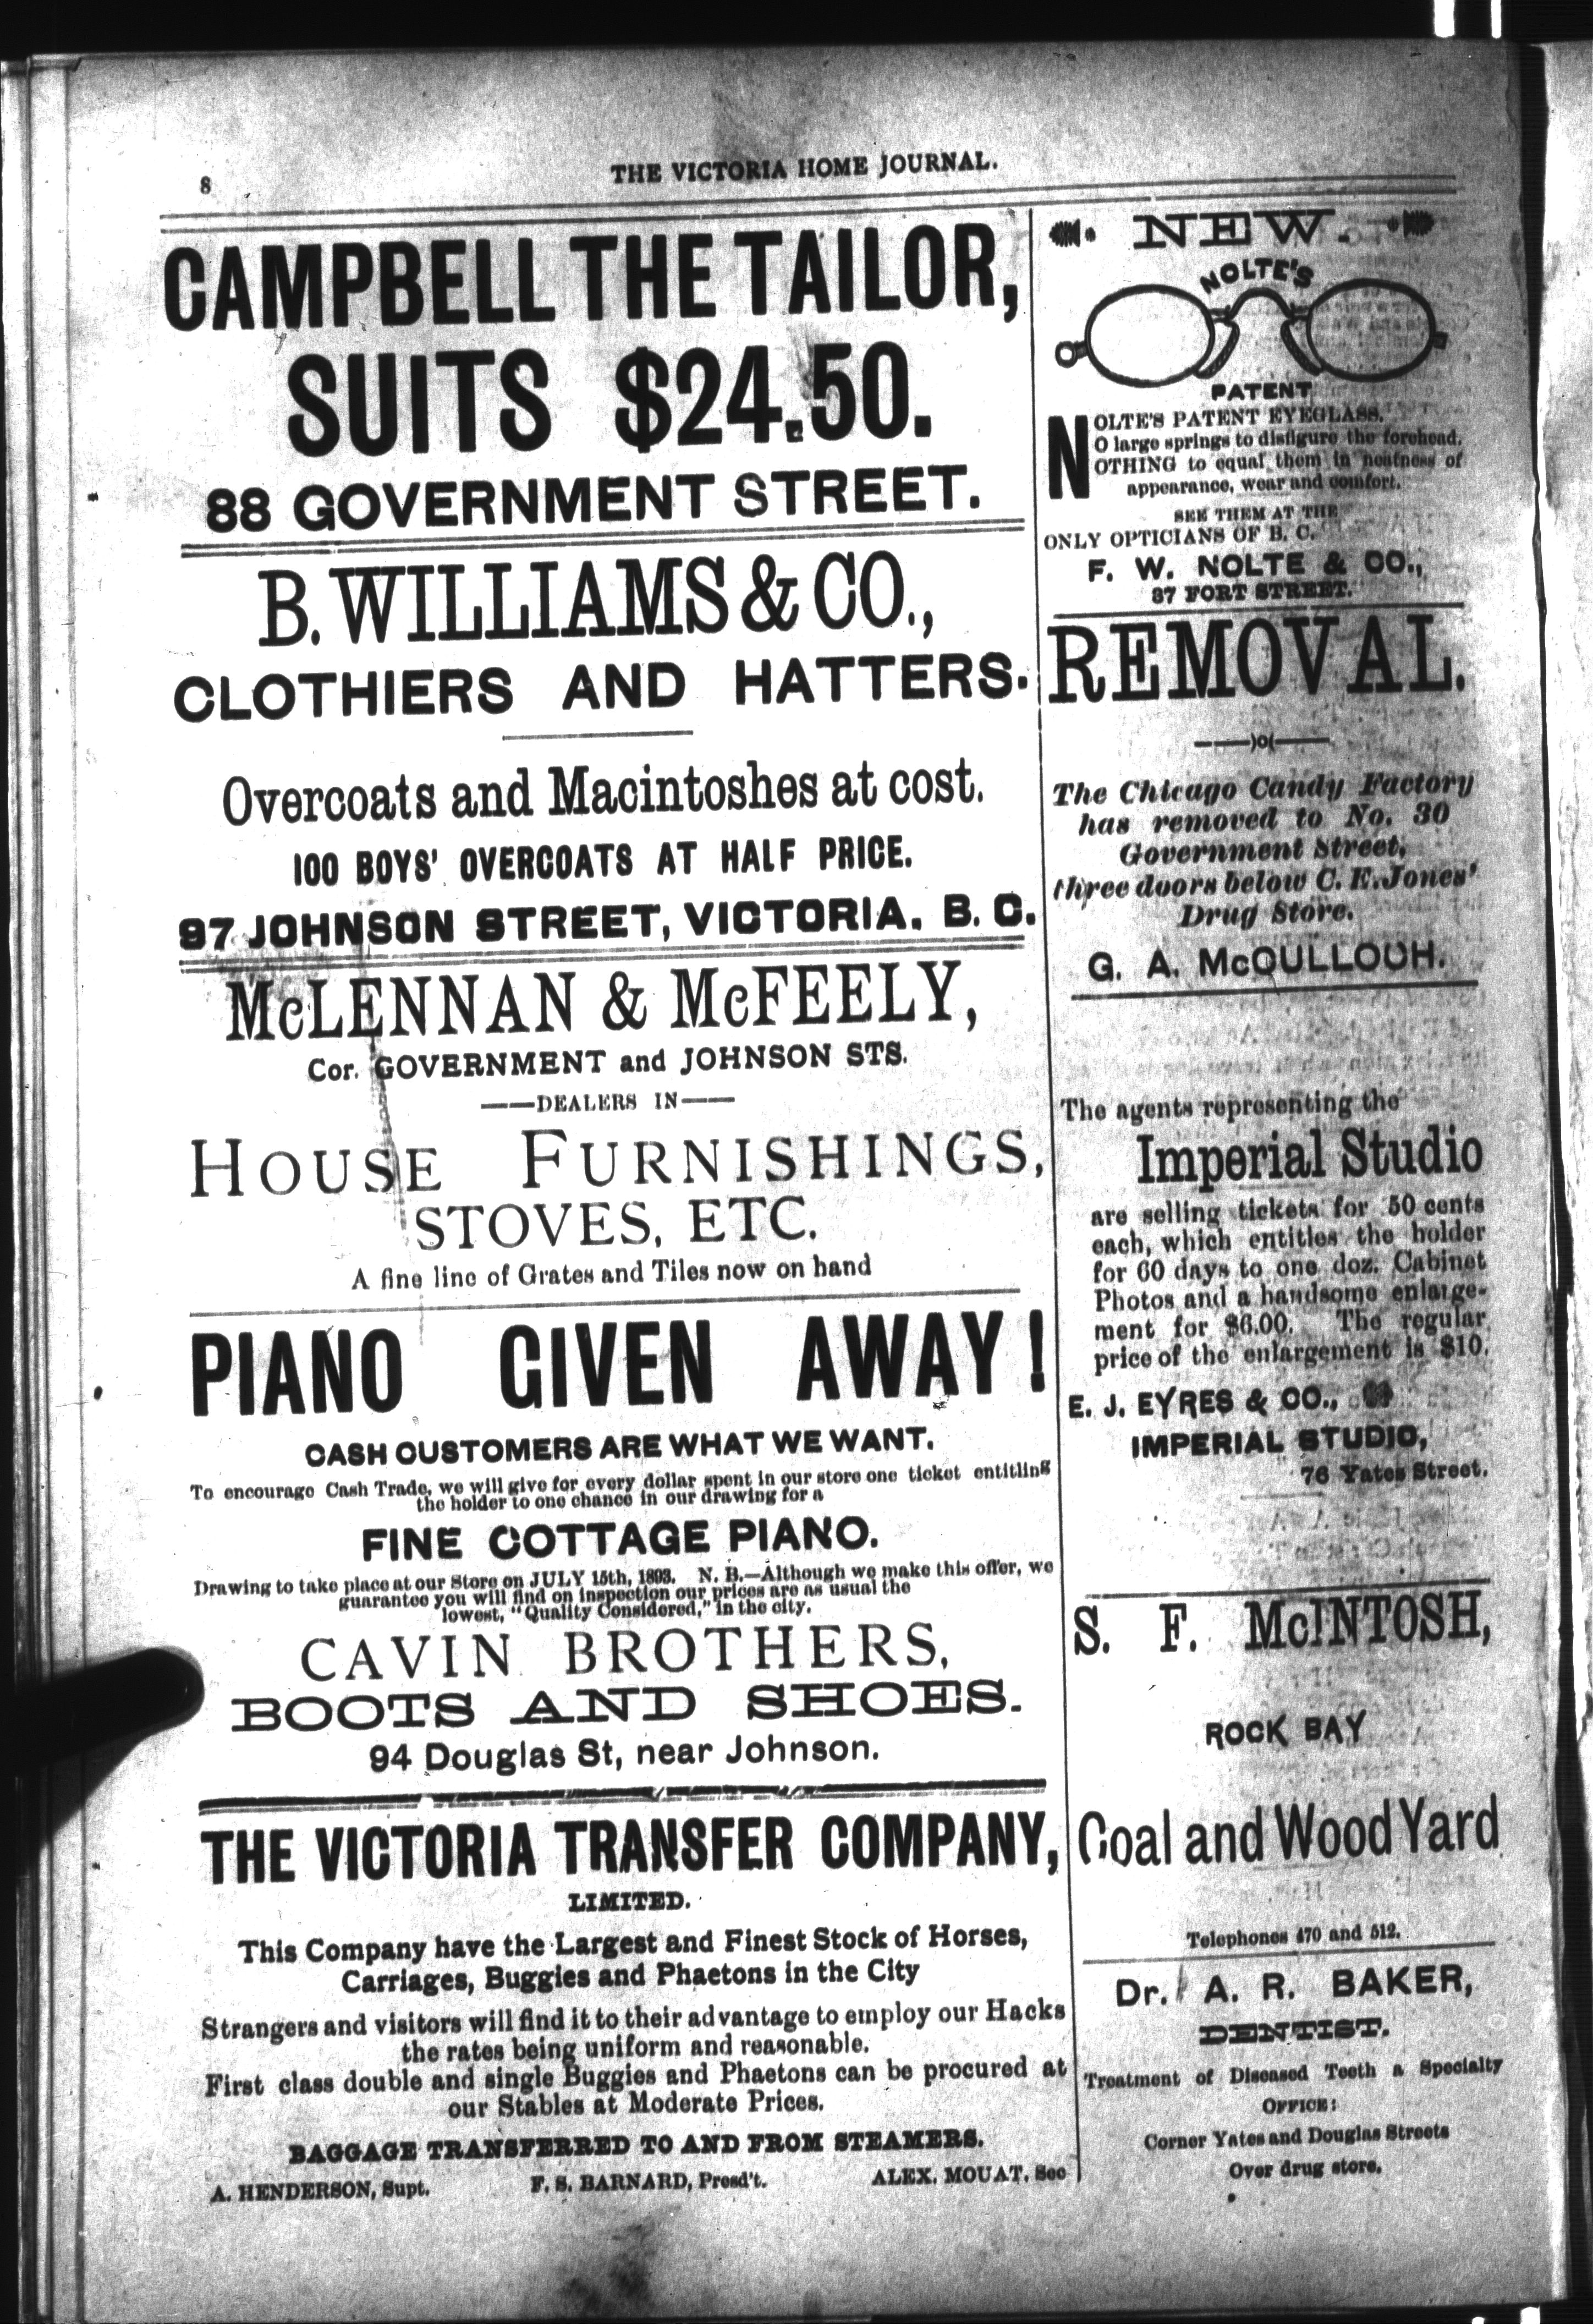 8
THE VICTORIA HOME JOURNAL.
CAMPBELL THE TAILOR,
SUITS $24.50.
88 GOVERNMENT STREET.
B. WILLIAMS & CO.,
CLOTHIERS AND HATTERS.
Overcoats and Macintoshes at cost.
100 BOYS' OVERCOATS AT HALF PRICE.
97 JOHNSON STREET, VICTORIA, B. C.
McLENNAN & McFEELY,
Cor. GOVERNMENT and JOHNSON STS.
——DEALERS IN——
HOUSE FURNISHINGS,
STOVES, ETC.
A fine line of Grates and Tiles now on hand
PIANO GIVEN AWAY!
CASH CUSTOMERS ARE WHAT WE WANT.
To encourage Cash Trade, we will give for every dollar spent in our store one ticket entitling
the holder to one chance in our drawing for a
FINE COTTAGE PIANO.
Drawing to take place at our Store on JULY 15th, 1893. N. B.—Although we make this offer, we
guarantee you will find on inspection our prices are as usual the
lowest, "Quality Considered," in the city.
CAVIN BROTHERS,
BOOTS AND SHOES.
94 Douglas St, near Johnson.
THE VICTORIA TRANSFER COMPANY,
LIMITED.
This Company have the Largest and Finest Stock of Horses,
Carriages, Buggies and Phaetons in the City
Strangers and visitors will find it to their advantage to employ our Hacks
the rates being uniform and reasonable.
First class double and single Buggies and Phaetons can be procured at
our Stables at Moderate Prices.
BAGGAGE TRANSFERRED TO AND FROM STEAMERS.
A. HENDERSON, Supt. F. S. BARNARD, Presd't. ALEX. MOUAT, Sec
NEW.
NOLTE'S
PATENT
NOLTE'S PATENT EYEGLASS.
NO large springs to disfigure the forehead.
NOTHING to equal them in neatness of
appearance, wear and comfort.
SEE THEM AT THE
ONLY OPTICIANS OF B. C.
F. W. NOLTE & CO.,
37 FORT STREET.
REMOVAL.
——)o(——
The Chicago Candy Factory
has removed to No. 30
Government Street,
three doors below C. E. Jones'
Drug Store.
G. A. McCULLOCH.
The agents representing the
Imperial Studio
are selling tickets for 50 cents
each, which entitles the holder
for 60 days to one doz. Cabinet
Photos and a handsome enlarge-
ment for $6.00. The regular
price of the enlargement is $10.
E. J. EYRES & CO.,
IMPERIAL STUDIO,
76 Yates Street.
S. F. McINTOSH,
ROCK BAY
Coal and Wood Yard
Telephones 470 and 512.
Dr. A. R. BAKER,
DENTIST.
Treatment of Diseased Teeth a Specialty
OFFICE:
Corner Yates and Douglas Streets
Over drug store.